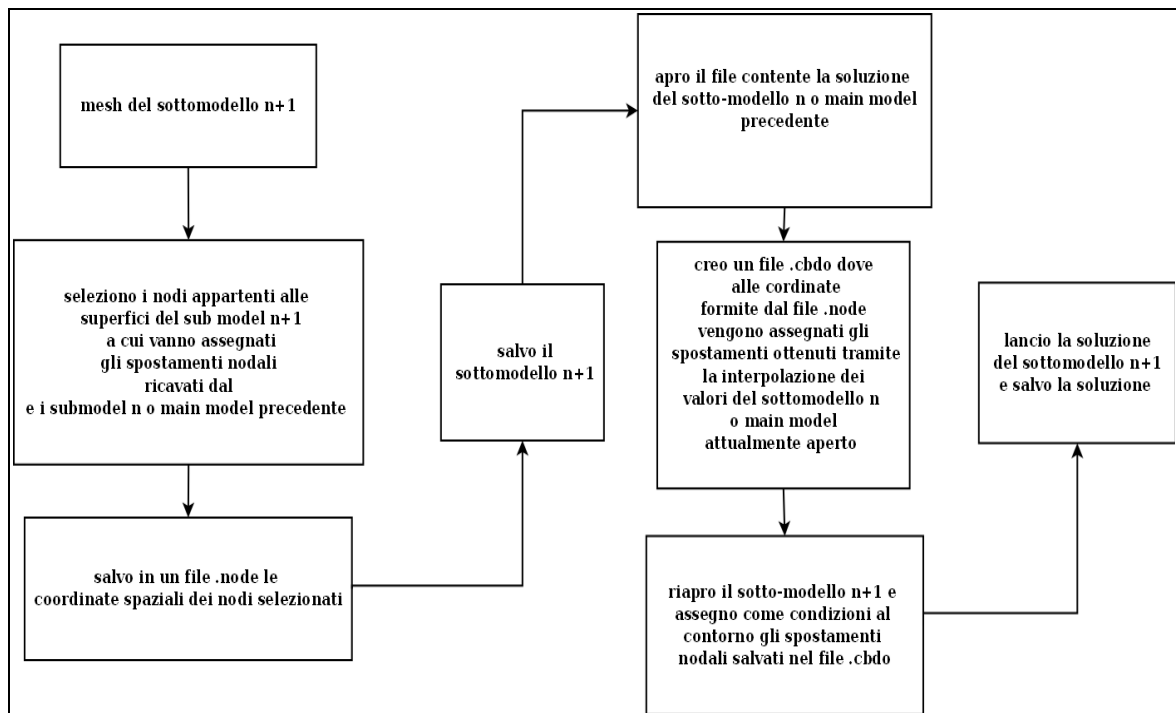 mesh del sottomodello n+1
seleziono i nodi appartenti alle
superfici del sub model n+1
a cui vanno assegnati
gli spostamenti nodali
ricavati dal
e i submodel n o main model precedente
salvo in un file .node le
coordinate spaziali dei nodi selezionati
salvo il
sottomodello n+1
apro il file contente la soluzione
del sotto-modello n o main model
precedente
creo un file .cbdo dove
alle cordinate
formite dal file .node
vengono assegnati gli
spostamenti ottenuti tramite
la interpolazione dei
valori del sottomodello n
o main model
attualmente aperto
riapro il sotto-modello n+1 e
assegno come condizioni al
contorno gli spostamenti
nodali salvati nel file .cbdo
lancio la soluzione
del sottomodello n+1
e salvo la soluzione